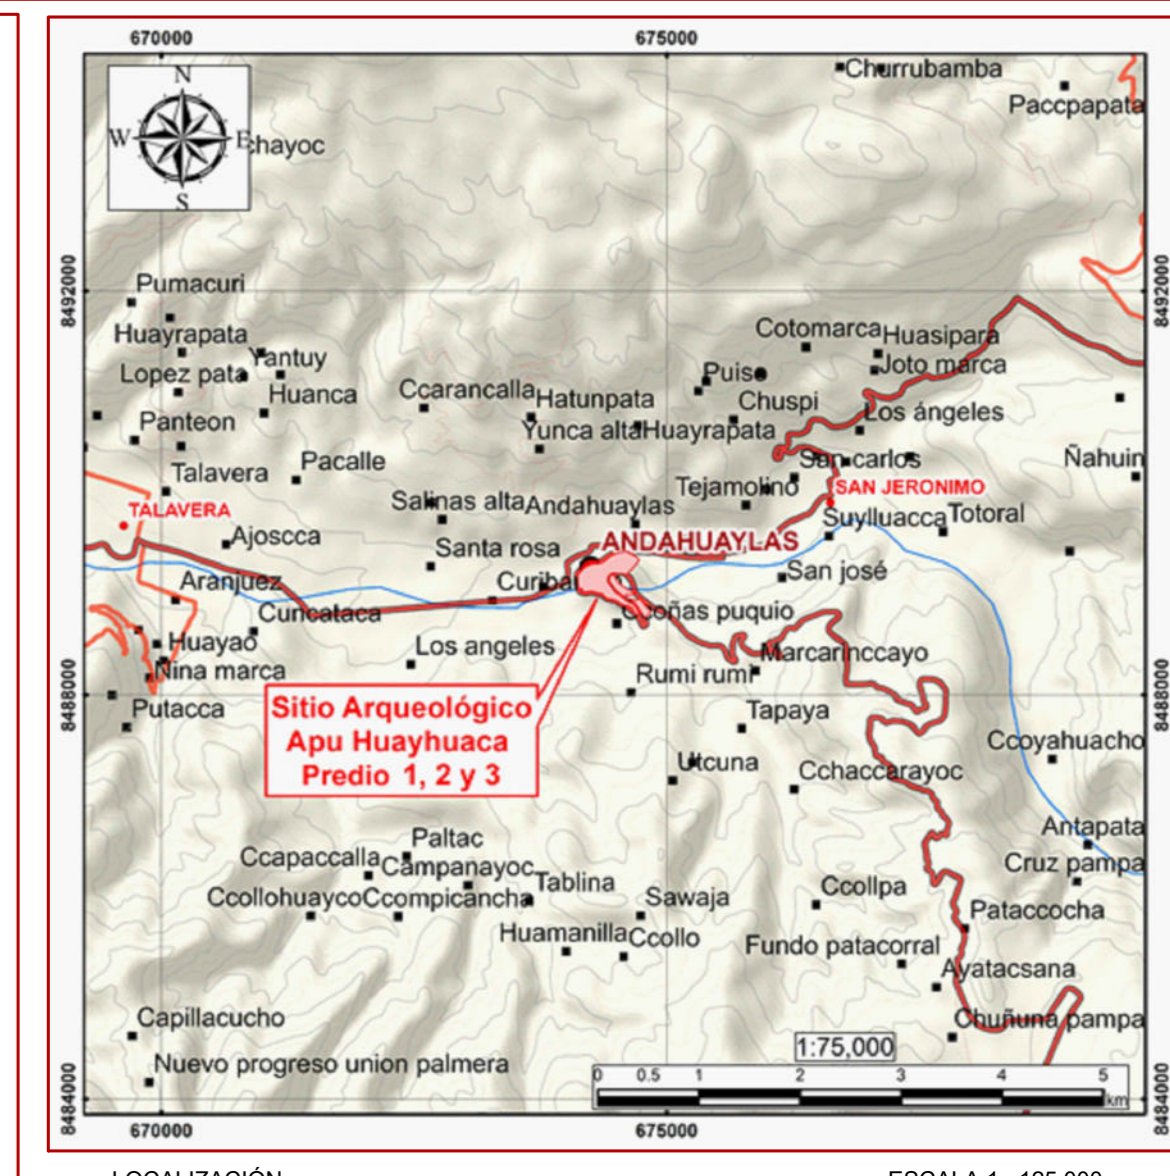 670000 675000
Churrubamba
Paccpapata
N
W E
S
chayoc
8492000 8492000
Pumacuri
Huayrapata
Yantuy
Lopez pata
Huanca
Panteon
Ccarancalla
Hatunpata
Yunca alta
Huayrapata
Cotomarca
Huasipara
Joto marca
Puiso
Chuspi
Los ángeles
Talavera
Pacalle
Salinas alta
Andahuaylas
Tejamolino
San carlos
Ñahuin
TALAVERA
SAN JERONIMO
Ajoscca
Santa rosa
ANDAHUAYLAS
Suylluacca
Totoral
Aranjuez
Curibam
San José
Cuncataca
Ccoñas puquio
Huayao
Los angeles
Marcarinccayo
Nina marca
Rumi rumi
8488000 8488000
Putacca
Sitio Arqueológico
Apu Huayhuaca
Predio 1, 2 y 3
Tapaya
Utcuna
Cchaccarayoc
Ccoyahuacho
Paltac
Antapata
Ccapaccalla
Campanayoc
Cruz pampa
Ccollohuayco
Ccompicancha
Tablina
Sawaja
Ccollpa
Pataccocha
Huamanilla
Ccollo
Fundo patacorral
Ayatacsana
Capillacucho
Chuñuna pampa
Nuevo progreso union palmera
1:75,000
0 0.5 1 2 3 4 5
km
8484000 8484000
670000 675000